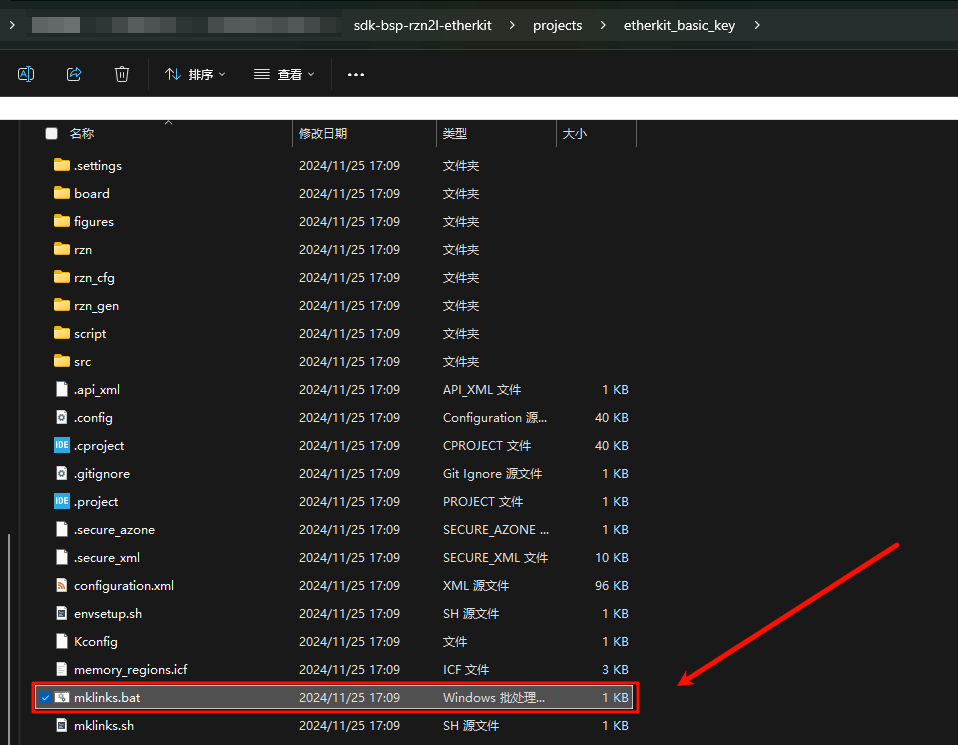 sdk-bsp-rzn2l-etherkit > projects > etherkit_basic_key >
排序 查看 ...
名称 修改日期 类型 大小
.settings 2024/11/25 17:09 文件夹
board 2024/11/25 17:09 文件夹
figures 2024/11/25 17:09 文件夹
rzn 2024/11/25 17:09 文件夹
rzn_cfg 2024/11/25 17:09 文件夹
rzn_gen 2024/11/25 17:09 文件夹
script 2024/11/25 17:09 文件夹
src 2024/11/25 17:09 文件夹
.api_xml 2024/11/25 17:09 API_XML 文件 1 KB
.config 2024/11/25 17:09 Configuration 源... 40 KB
IDE .cproject 2024/11/25 17:09 CPROJECT 文件 40 KB
.gitignore 2024/11/25 17:09 Git Ignore 源文件 1 KB
IDE .project 2024/11/25 17:09 PROJECT 文件 1 KB
.secure_azone 2024/11/25 17:09 SECURE_AZONE ... 1 KB
.secure_xml 2024/11/25 17:09 SECURE_XML 文件 10 KB
configuration.xml 2024/11/25 17:09 XML 源文件 96 KB
envsetup.sh 2024/11/25 17:09 SH 源文件 1 KB
Kconfig 2024/11/25 17:09 文件 1 KB
memory_regions.icf 2024/11/25 17:09 ICF 文件 3 KB
mklinks.bat 2024/11/25 17:09 Windows 批处理... 1 KB
mklinks.sh 2024/11/25 17:09 SH 源文件 1 KB